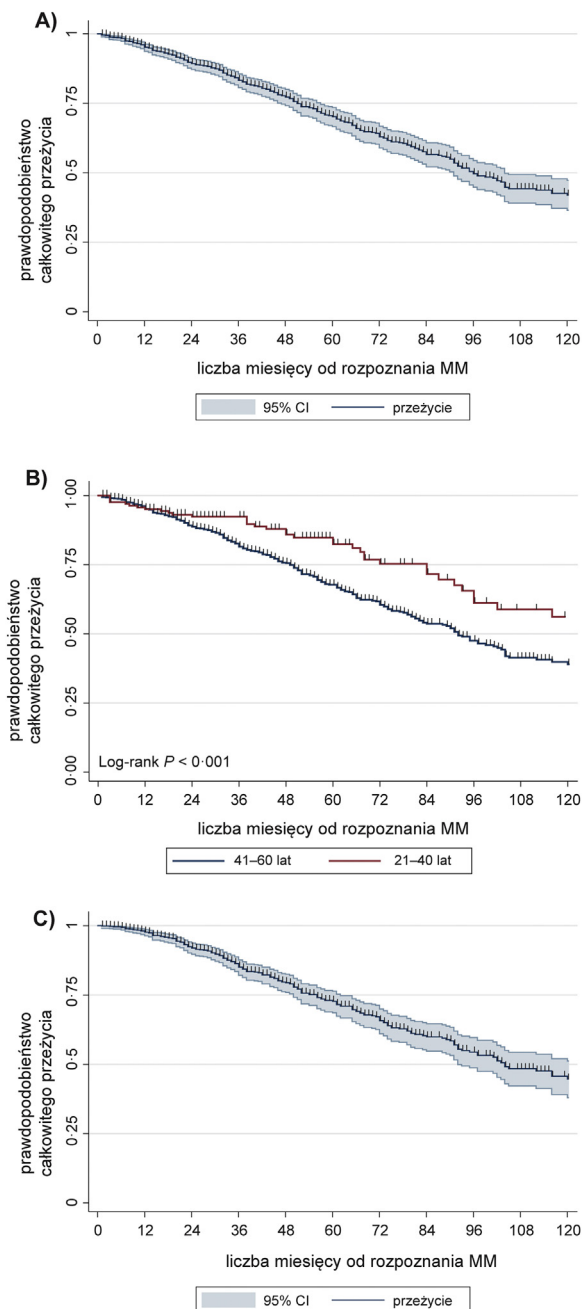 A)
prawdopodobieństwo
całkowitego przeżycia
1
0·75
0·5
0·25
0
0 12 24 36 48 60 72 84 96 108 120
liczba miesięcy od rozpoznania MM
95% CI przeżycie
B)
prawdopodobieństwo
całkowitego przeżycia
1·00
0·75
0·50
0·25
0·00
Log-rank P < 0·001
0 12 24 36 48 60 72 84 96 108 120
liczba miesięcy od rozpoznania MM
41–60 lat 21–40 lat
C)
prawdopodobieństwo
całkowitego przeżycia
1
0·75
0·5
0·25
0
0 12 24 36 48 60 72 84 96 108 120
liczba miesięcy od rozpoznania MM
95% CI przeżycie